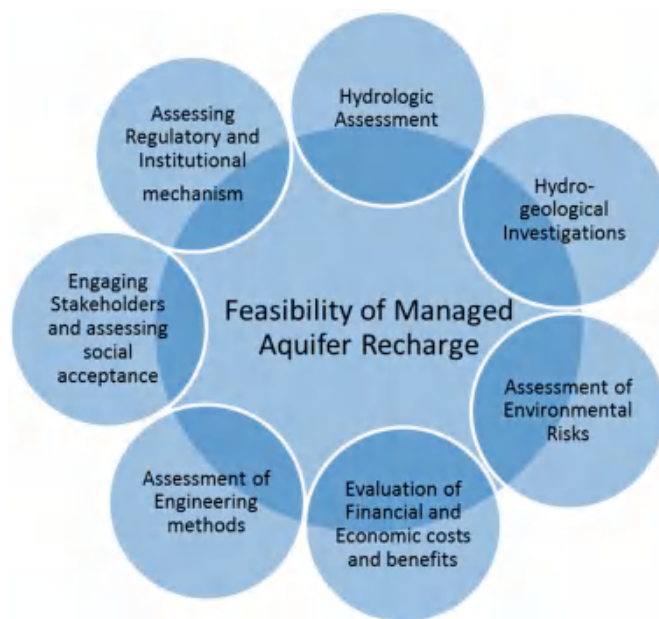 Hydrologic
Assessment
Hydro-
geological
Investigations
Assessment of
Environmental
Risks
Evaluation of
Financial and
Economic costs
and benefits
Assessment of
Engineering
methods
Engaging
Stakeholders
and assessing
social
acceptance
Assessing
Regulatory and
Institutional
mechanism
Feasibility of Managed
Aquifer Recharge